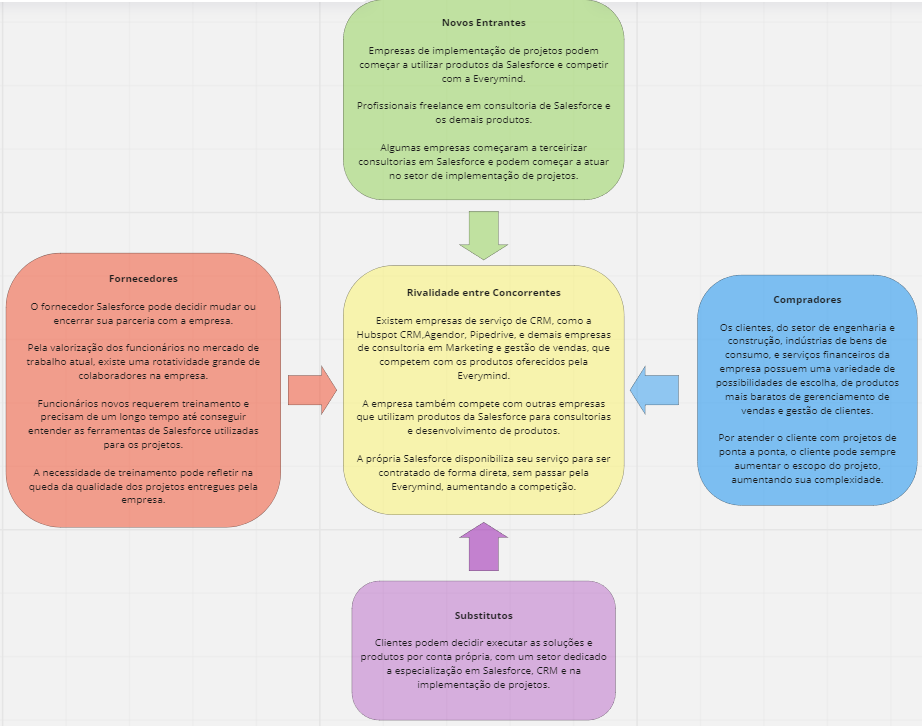 Novos Entrantes
Empresas de implementação de projetos podem
começar a utilizar produtos da Salesforce e competir
com a Everymind.
Profissionais freelance em consultoria de Salesforce e
os demais produtos.
Algumas empresas começaram a terceirizar
consultorias em Salesforce e podem começar a atuar
no setor de implementação de projetos.
Fornecedores
O fornecedor Salesforce pode decidir mudar ou
encerrar sua parceria com a empresa.
Pela valorização dos funcionários no mercado de
trabalho atual, existe uma rotatividade grande de
colaboradores na empresa.
Funcionários novos requerem treinamento e
precisam de um longo tempo até conseguir
entender as ferramentas de Salesforce utilizadas
para os projetos.
A necessidade de treinamento pode refletir na
queda da qualidade dos projetos entregues pela
empresa.
Rivalidade entre Concorrentes
Existem empresas de serviço de CRM, como a
Hubspot CRM,Agendor, Pipedrive, e demais empresas
de consultoria em Marketing e gestão de vendas, que
competem com os produtos oferecidos pela
Everymind.
A empresa também compete com outras empresas
que utilizam produtos da Salesforce para consultorias
e desenvolvimento de produtos.
A própria Salesforce disponibiliza seu serviço para ser
contratado de forma direta, sem passar pela
Everymind, aumentando a competição.
Compradores
Os clientes, do setor de engenharia e
construção, indústrias de bens de
consumo, e serviços financeiros da
empresa possuem uma variedade de
possibilidades de escolha, de produtos
mais baratos de gerenciamento de
vendas e gestão de clientes.
Por atender o cliente com projetos de
ponta a ponta, o cliente pode sempre
aumentar o escopo do projeto,
aumentando sua complexidade.
Substitutos
Clientes podem decidir executar as soluções e
produtos por conta própria, com um setor dedicado
a especialização em Salesforce, CRM e na
implementação de projetos.